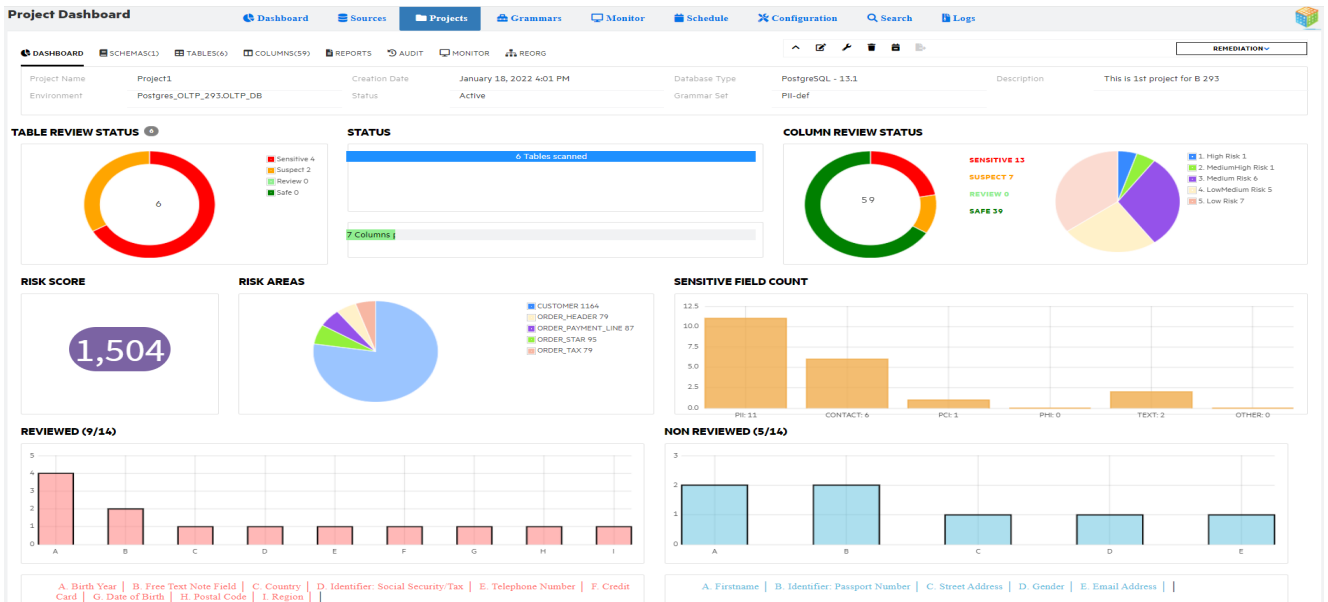 Project Dashboard
Dashboard Sources Projects Grammars Monitor Schedule Configuration Search Logs
DASHBOARD SCHEMAS(1) TABLES(6) COLUMNS(59) REPORTS AUDIT MONITOR REORG REMEDIATION
Project Name Project1 Creation Date January 18, 2022 4:01 PM Database Type PostgreSQL - 13.1 Description This is 1st project for B 293
Environment Postgres_OLTP_293.OLTP_DB Status Active Grammar Set PII-def
TABLE REVIEW STATUS 6
6
Sensitive 4
Suspect 2
Review 0
Safe 0
STATUS
6 Tables scanned
7 Columns p
COLUMN REVIEW STATUS
59
SENSITIVE 13
SUSPECT 7
REVIEW 0
SAFE 39
1. High Risk 1
2. MediumHigh Risk 1
3. Medium Risk 6
4. LowMedium Risk 5
5. Low Risk 7
RISK SCORE
1,504
RISK AREAS
CUSTOMER 1164
ORDER_HEADER 79
ORDER_PAYMENT_LINE 87
ORDER_STAR 95
ORDER_TAX 79
SENSITIVE FIELD COUNT
12.5
10.0
7.5
5.0
2.5
0.0
PII: 11 CONTACT: 6 PCI: 1 PHI: 0 TEXT: 2 OTHER: 0
REVIEWED (9/14)
5
4
3
2
1
0
A B C D E F G H I
A. Birth Year | B. Free Text Note Field | C. Country | D. Identifier: Social Security/Tax | E. Telephone Number | F. Credit
Card | G. Date of Birth | H. Postal Code | I. Region | |
NON REVIEWED (5/14)
3
2
1
0
A B C D E
A. Firstname | B. Identifier: Passport Number | C. Street Address | D. Gender | E. Email Address | |